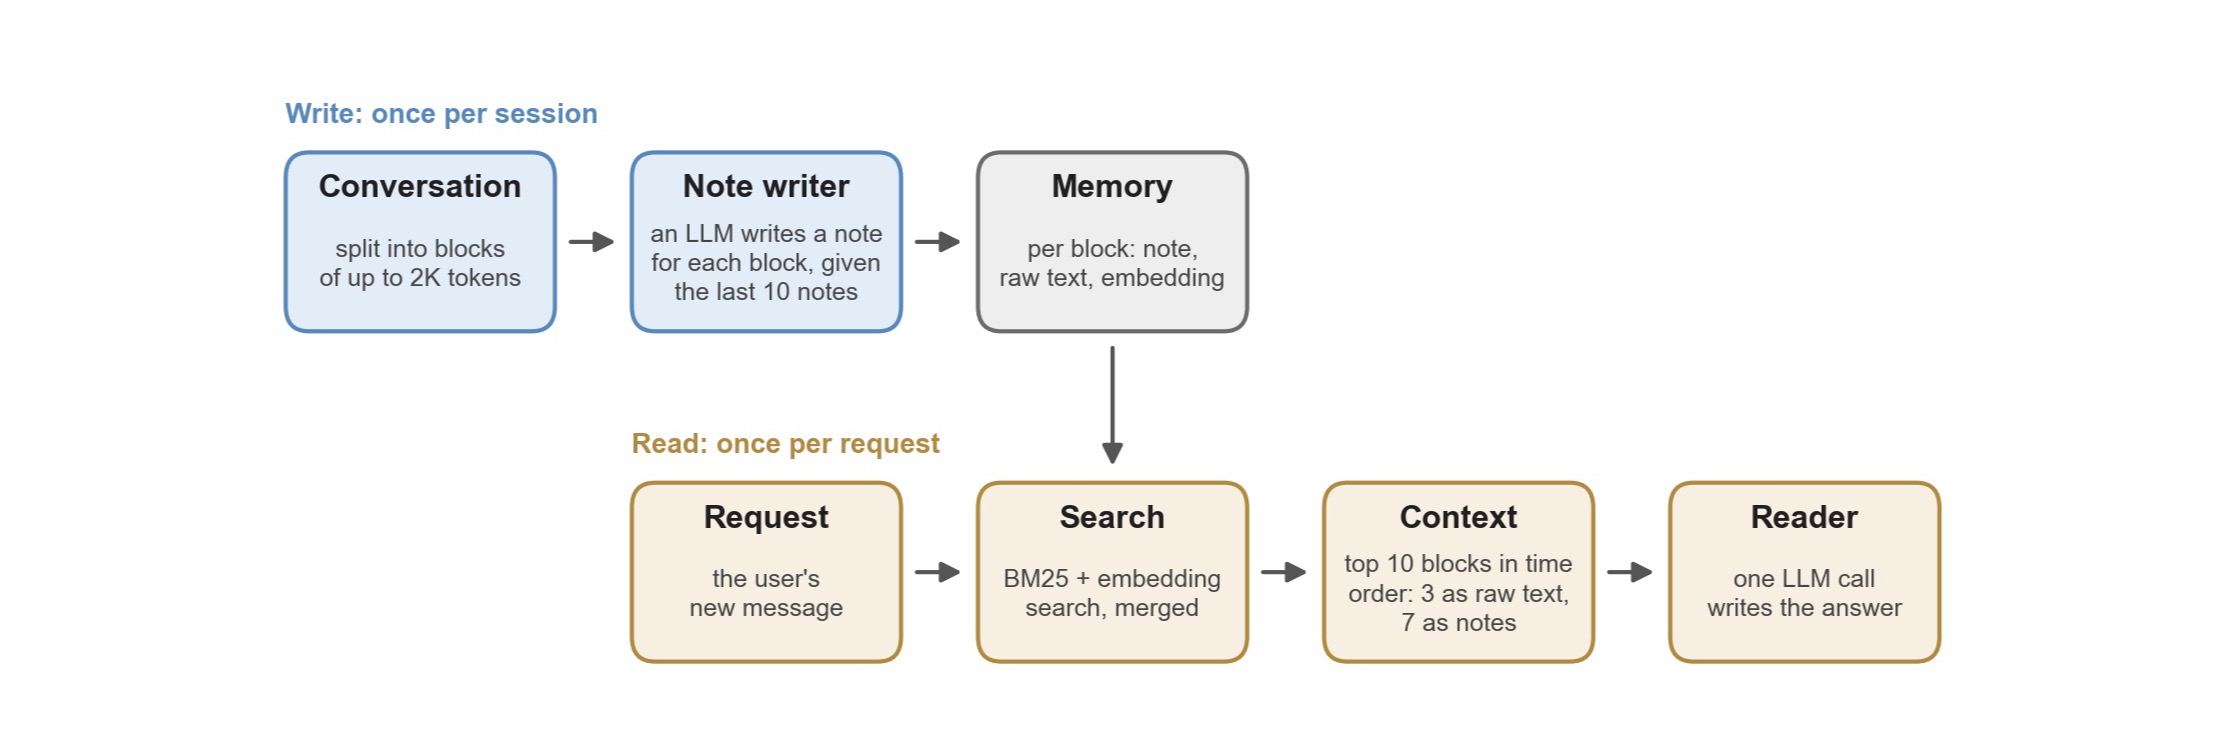 Write: once per session
Conversation
split into blocks
of up to 2K tokens
Note writer
an LLM writes a note
for each block, given
the last 10 notes
Memory
per block: note,
raw text, embedding
Read: once per request
Request
the user's
new message
Search
BM25 + embedding
search, merged
Context
top 10 blocks in time
order: 3 as raw text,
7 as notes
Reader
one LLM call
writes the answer